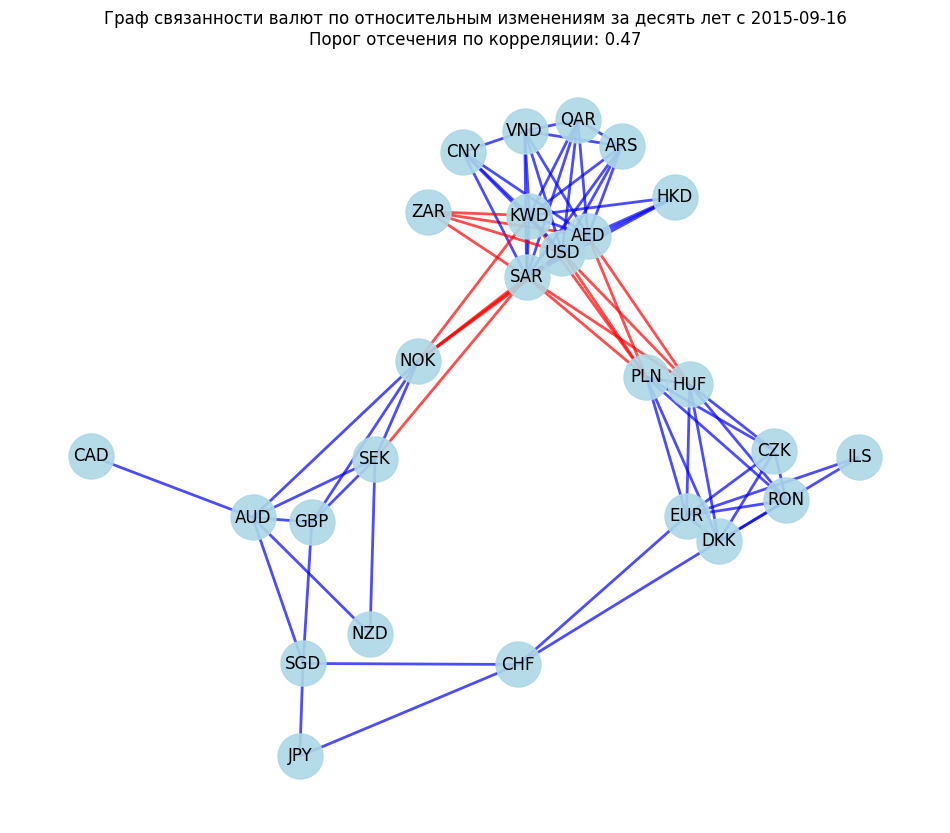 Граф связанности валют по относительным изменениям за десять лет с 2015-09-16
Порог отсечения по корреляции: 0.47
QAR
VND
ARS
CNY
HKD
ZAR
KWD
AED
USD
SAR
NOK
PLN
HUF
CZK
ILS
CAD
SEK
RON
EUR
AUD
GBP
DKK
NZD
SGD
CHF
JPY